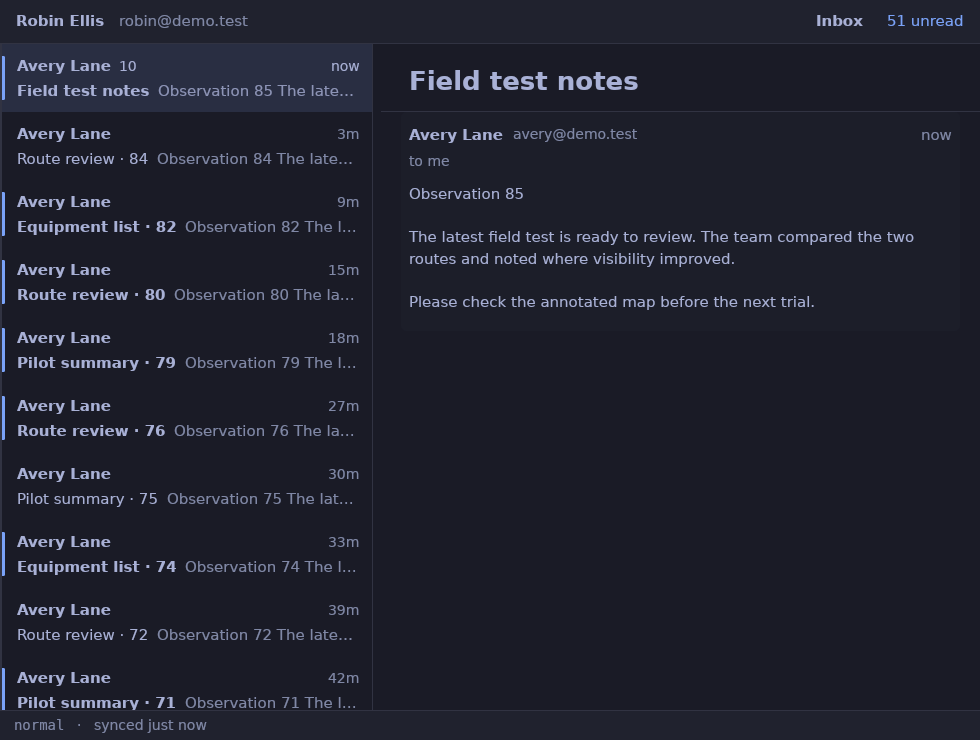 Robin Ellis robin@demo.test Inbox 51 unread
Avery Lane 10 now
Field test notes Observation 85 The late…
Avery Lane 3m
Route review · 84 Observation 84 The late…
Avery Lane 9m
Equipment list · 82 Observation 82 The l…
Avery Lane 15m
Route review · 80 Observation 80 The la…
Avery Lane 18m
Pilot summary · 79 Observation 79 The l…
Avery Lane 27m
Route review · 76 Observation 76 The la…
Avery Lane 30m
Pilot summary · 75 Observation 75 The lat…
Avery Lane 33m
Equipment list · 74 Observation 74 The l…
Avery Lane 39m
Route review · 72 Observation 72 The late…
Avery Lane 42m
Pilot summary · 71 Observation 71 The l…
Field test notes
Avery Lane avery@demo.test now
to me
Observation 85
The latest field test is ready to review. The team compared the two
routes and noted where visibility improved.
Please check the annotated map before the next trial.
normal · synced just now